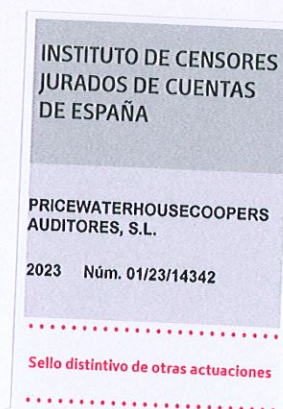 INSTITUTO DE CENSORES
JURADOS DE CUENTAS
DE ESPAÑA
PRICEWATERHOUSECOOPERS
AUDITORES, S.L.
2023 Núm. 01/23/14342
Sello distintivo de otras actuaciones